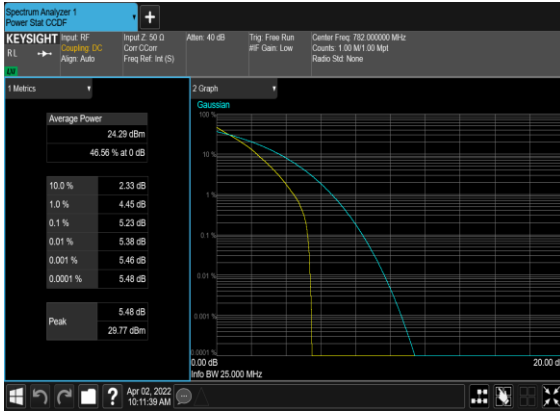 Spectrum Analyzer 1
Power Stat CCDF
KEYSIGHT
RL
Input: RF
Coupling: DC
Align: Auto
Input Z: 50 Ω
Corr CCorr
Freq Ref: Int (S)
Atten: 40 dB
Trig: Free Run
#IF Gain: Low
Center Freq: 782.000000 MHz
Counts: 1.00 M/1.00 Mpt
Radio Std: None
1 Metrics
Average Power
24.29 dBm
46.56 % at 0 dB
10.0 % 2.33 dB
1.0 % 4.45 dB
0.1 % 5.23 dB
0.01 % 5.38 dB
0.001 % 5.46 dB
0.0001 % 5.48 dB
Peak
5.48 dB
29.77 dBm
2 Graph
Gaussian
100 %
10 %
1 %
0.1 %
0.01 %
0.001 %
0.0001 %
0.00 dB
20.00 d
Info BW 25.000 MHz
?
Apr 02, 2022
10:11:39 AM